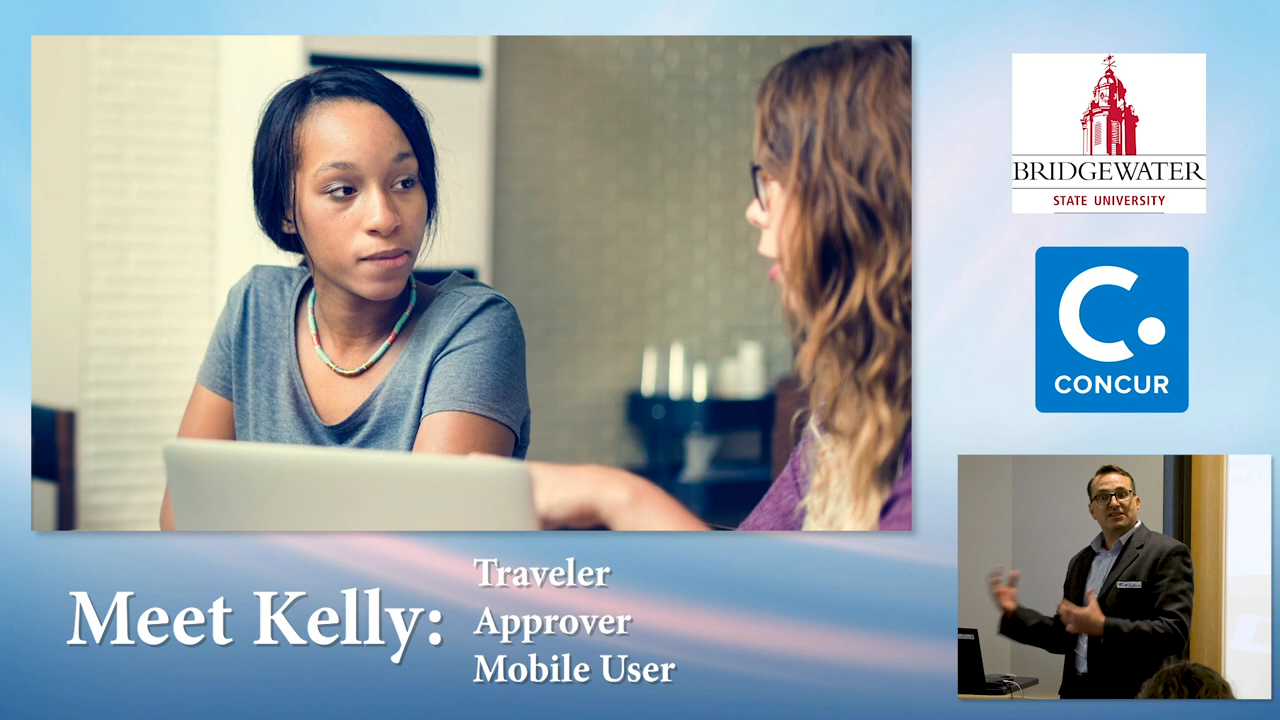 BRIDGEWATER
STATE UNIVERSITY
CONCUR
Meet Kelly:
Traveler
Approver
Mobile User